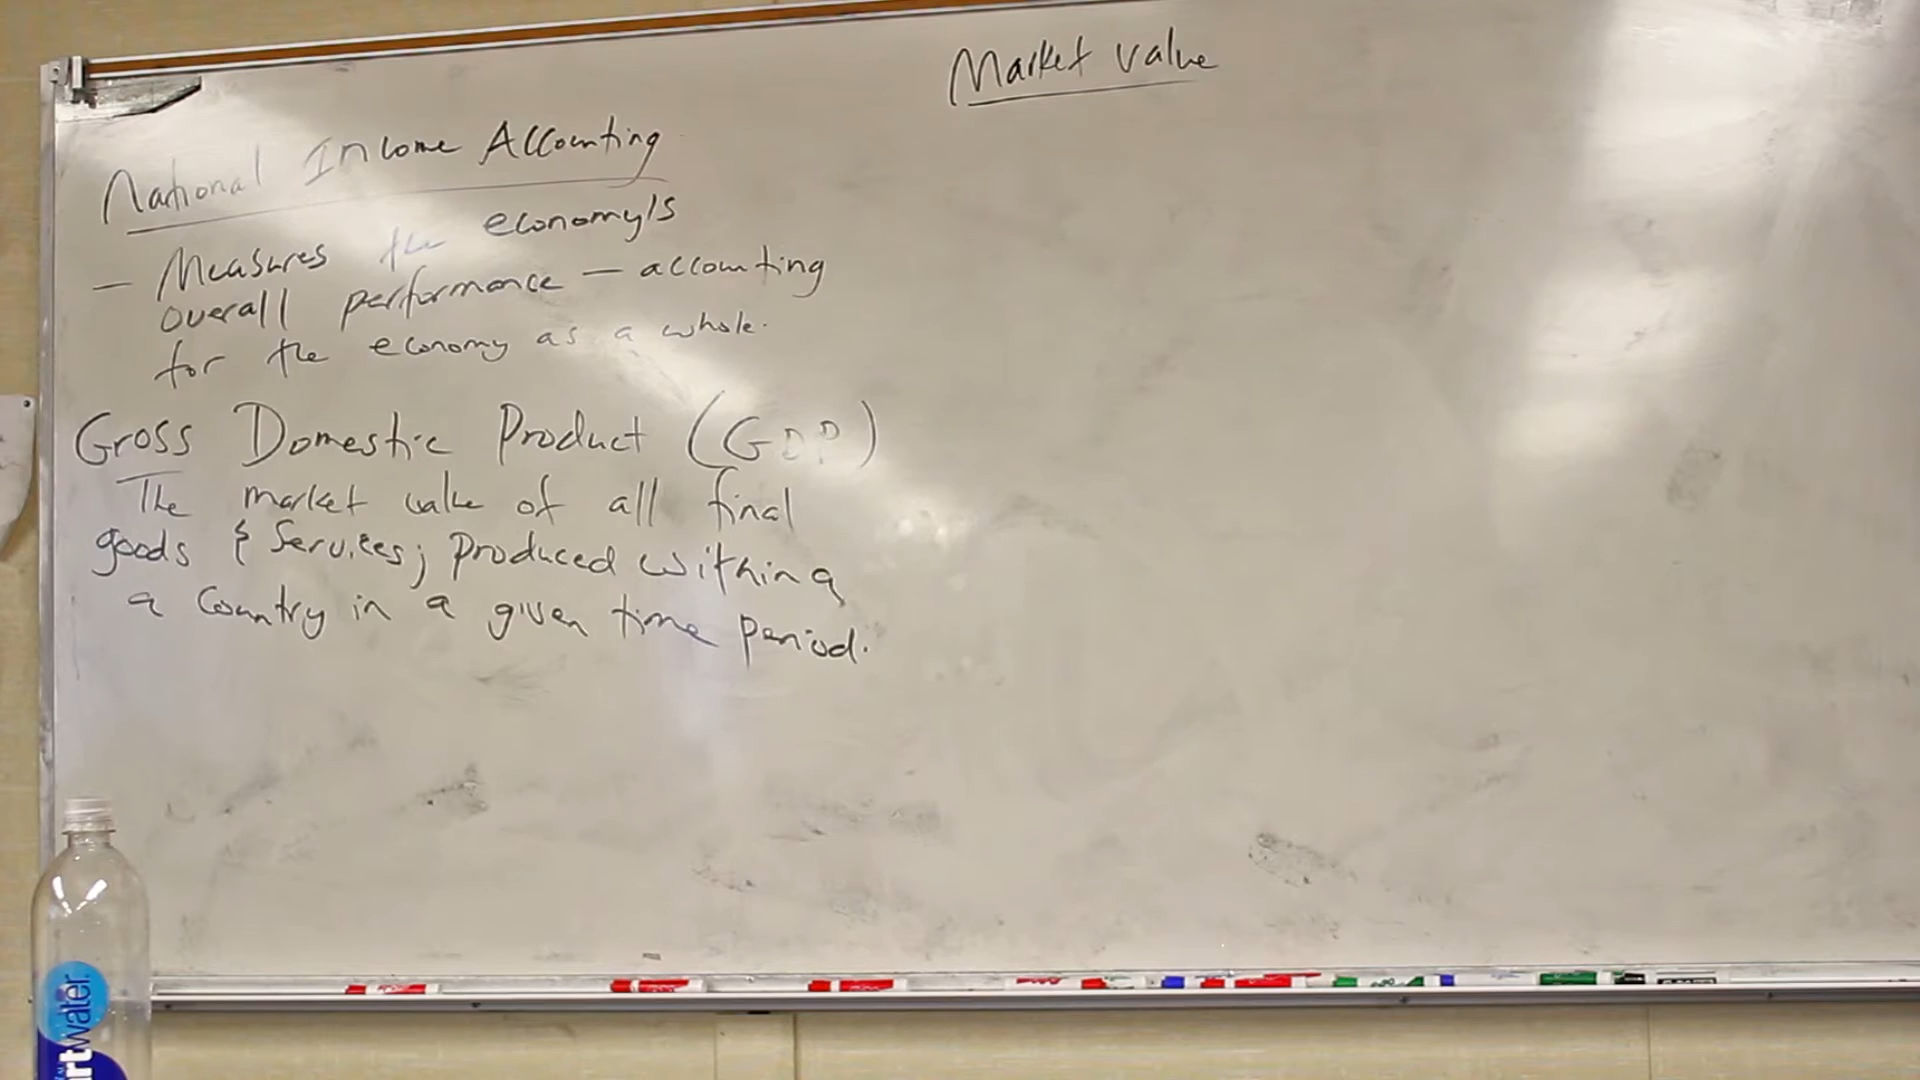 Market value
National Income Accounting
- Measures the economy's
overall performance - accounting
for the economy as a whole.
Gross Domestic Product (GDP)
The market value of all final
goods & Services; produced within
a Country in a given time period.
rtwater